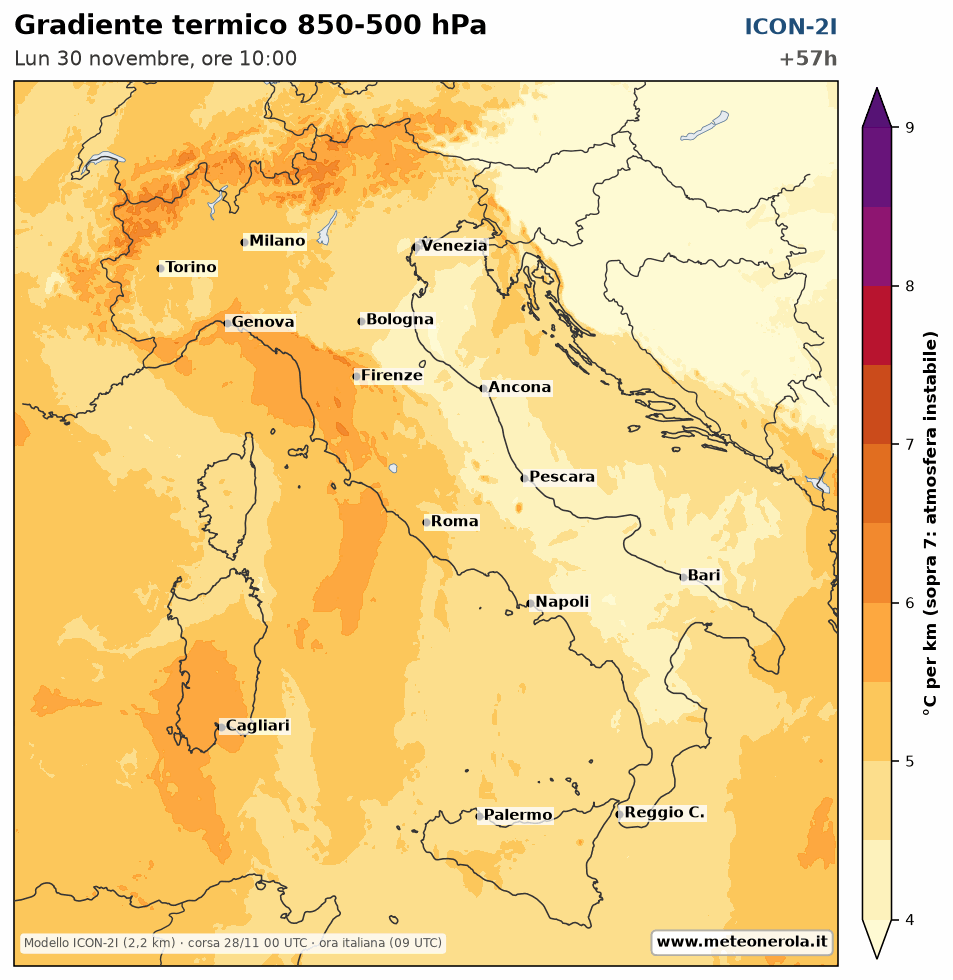 Gradiente termico 850-500 hPa
ICON-2I
Lun 30 novembre, ore 10:00
+57h
Milano
Venezia
Torino
Genova
Bologna
Firenze
Ancona
Pescara
Roma
Bari
Napoli
Cagliari
Palermo
Reggio C.
9
8
7
6
5
4
°C per km (sopra 7: atmosfera instabile)
Modello ICON-2I (2,2 km) · corsa 28/11 00 UTC · ora italiana (09 UTC)
www.meteonerola.it